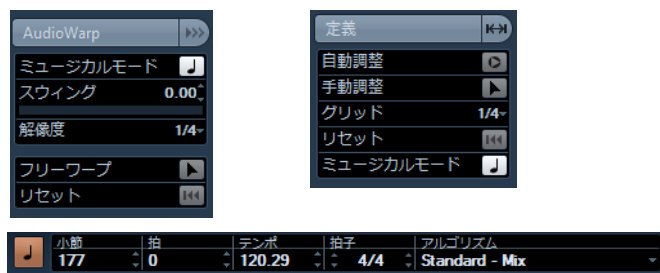 AudioWarp
ミュージカルモード
スウィング 0.00
解像度 1/4
フリーワープ
リセット
定義
自動調整
手動調整
グリッド 1/4
リセット
ミュージカルモード
小節 拍 テンポ 拍子 アルゴリズム
177 0 120.29 4/4 Standard - Mix